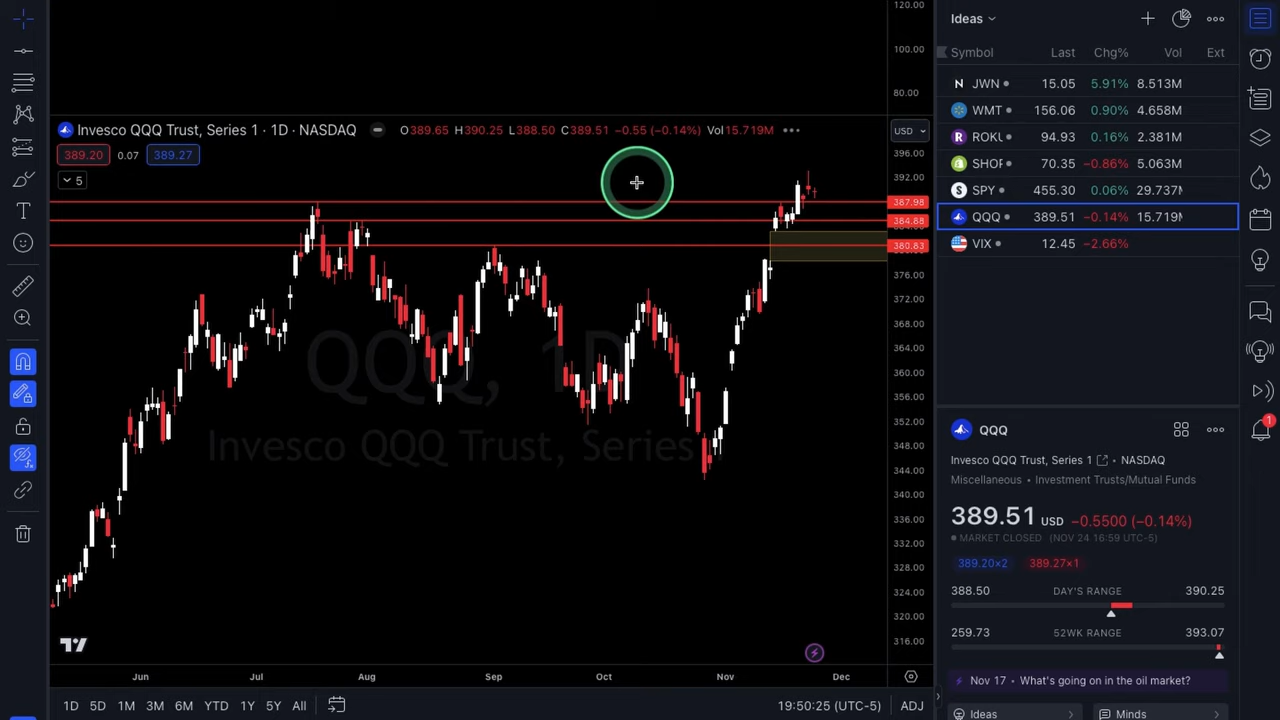 120.00
100.00
80.00
Invesco QQQ Trust, Series 1 · 1D · NASDAQ O389.65 H390.25 L388.50 C389.51 −0.55 (−0.14%) Vol15.719M
USD
389.20 0.07 389.27
5
396.00
392.00
387.98
384.88
380.83
376.00
372.00
368.00
364.00
360.00
356.00
352.00
348.00
344.00
340.00
336.00
332.00
328.00
324.00
320.00
316.00
QQQ, 1D
Invesco QQQ Trust, Series
Jun Jul Aug Sep Oct Nov Dec
1D 5D 1M 3M 6M YTD 1Y 5Y All
19:50:25 (UTC-5) ADJ
Ideas
Symbol Last Chg% Vol Ext
JWN 15.05 5.91% 8.513M
WMT 156.06 0.90% 4.658M
ROKU 94.93 0.16% 2.381M
SHOP 70.35 −0.86% 5.063M
SPY 455.30 0.06% 29.737M
QQQ 389.51 −0.14% 15.719M
VIX 12.45 −2.66%
QQQ
Invesco QQQ Trust, Series 1 • NASDAQ
Miscellaneous • Investment Trusts/Mutual Funds
389.51 USD −0.5500 (−0.14%)
MARKET CLOSED (NOV 24 16:59 UTC-5)
389.20×2 389.27×1
388.50 DAY'S RANGE 390.25
259.73 52WK RANGE 393.07
Nov 17 • What's going on in the oil market?
Ideas Minds
1